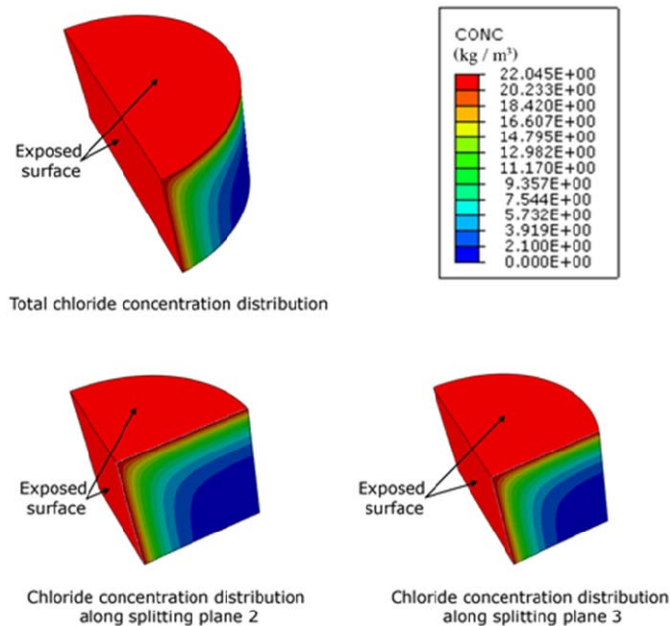 Exposed
surface
Total chloride concentration distribution
CONC
(kg / m³)
22.045E+00
20.233E+00
18.420E+00
16.607E+00
14.795E+00
12.982E+00
11.170E+00
9.357E+00
7.544E+00
5.732E+00
3.919E+00
2.100E+00
0.000E+00
Exposed
surface
Chloride concentration distribution
along splitting plane 2
Exposed
surface
Chloride concentration distribution
along splitting plane 3